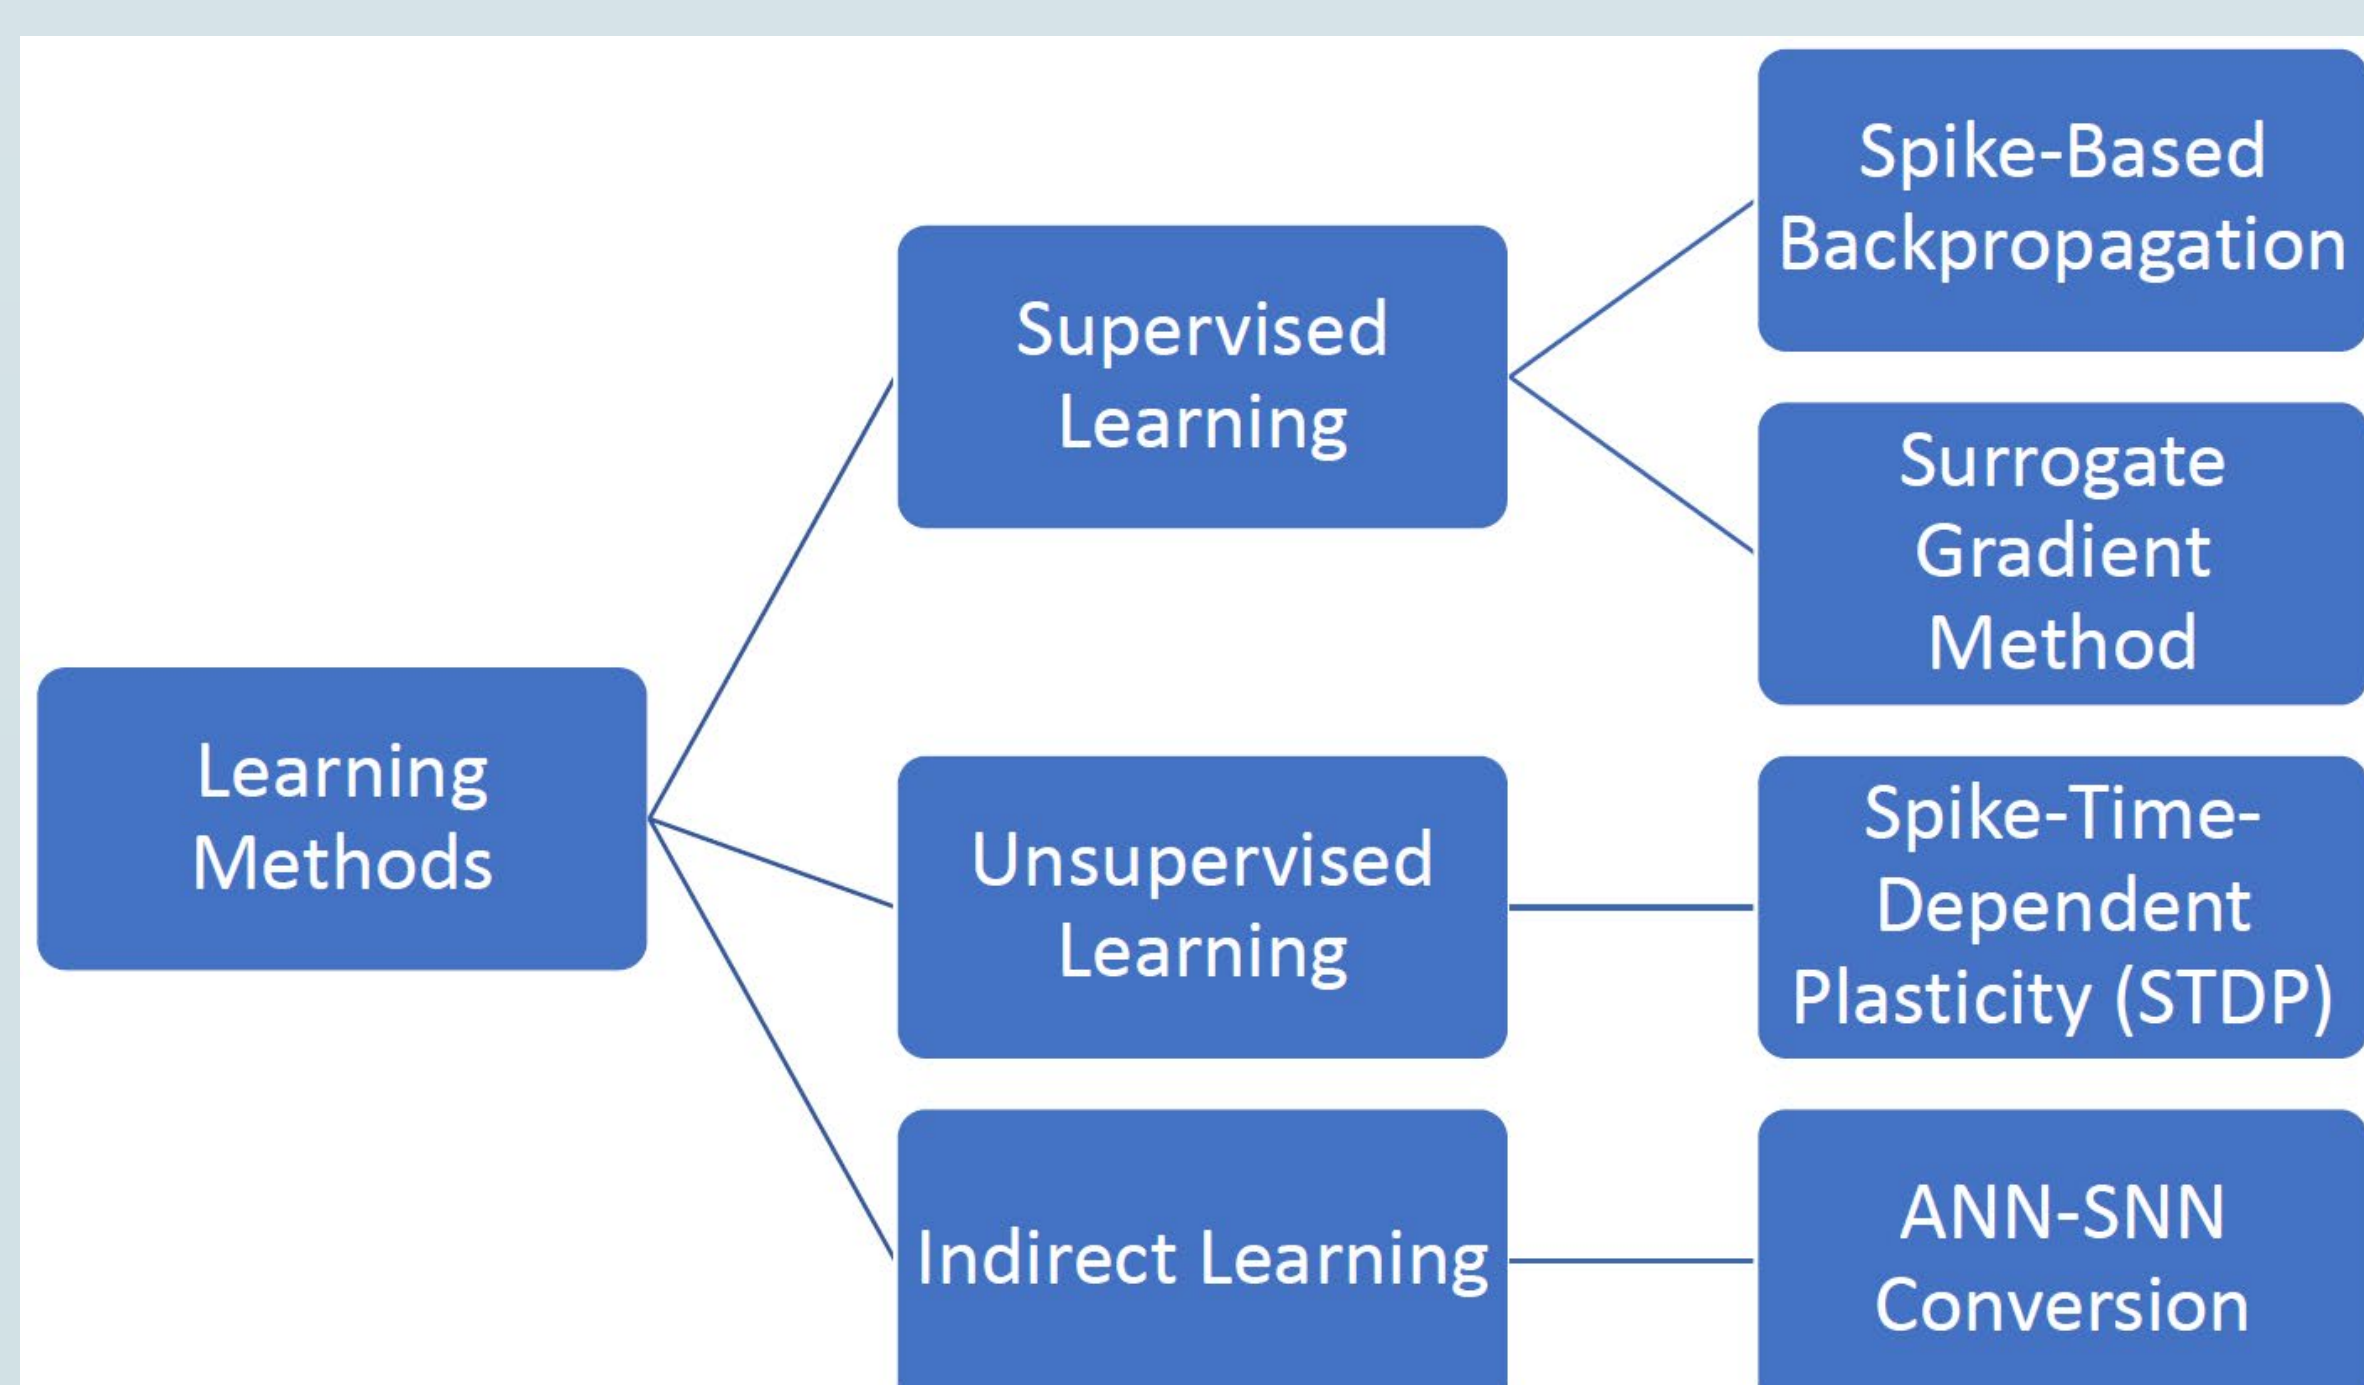 Learning
Methods
Supervised
Learning
Spike-Based
Backpropagation
Surrogate
Gradient
Method
Unsupervised
Learning
Spike-Time-
Dependent
Plasticity (STDP)
Indirect Learning
ANN-SNN
Conversion